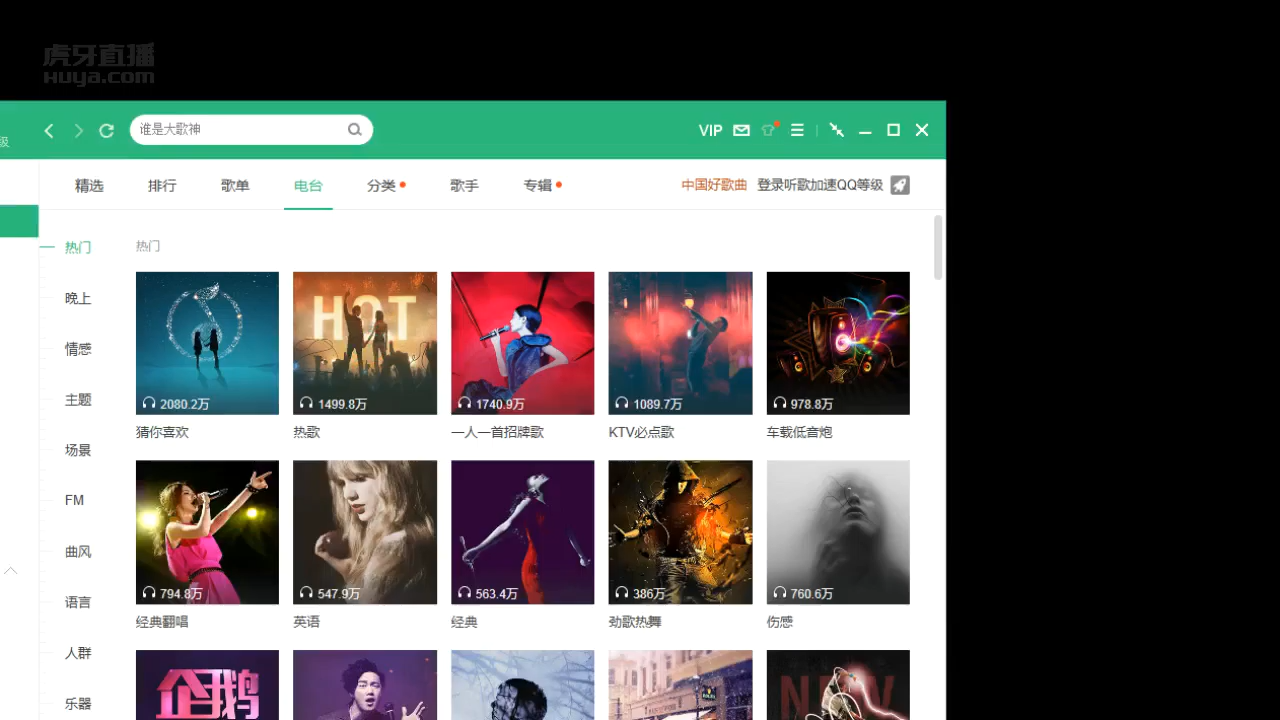 虎牙直播
HUYA.com
级
谁是大歌神
VIP
精选 排行 歌单 电台 分类 歌手 专辑 中国好歌曲 登录听歌加速QQ等级
热门
晚上
情感
主题
场景
FM
曲风
语言
人群
乐器
热门
HOT
2080.2万 1499.8万 1740.9万 1089.7万 978.8万
猜你喜欢 热歌 一人一首招牌歌 KTV必点歌 车载低音炮
794.8万 547.9万 563.4万 386万 760.6万
经典翻唱 英语 经典 劲歌热舞 伤感
企鹅 NEW